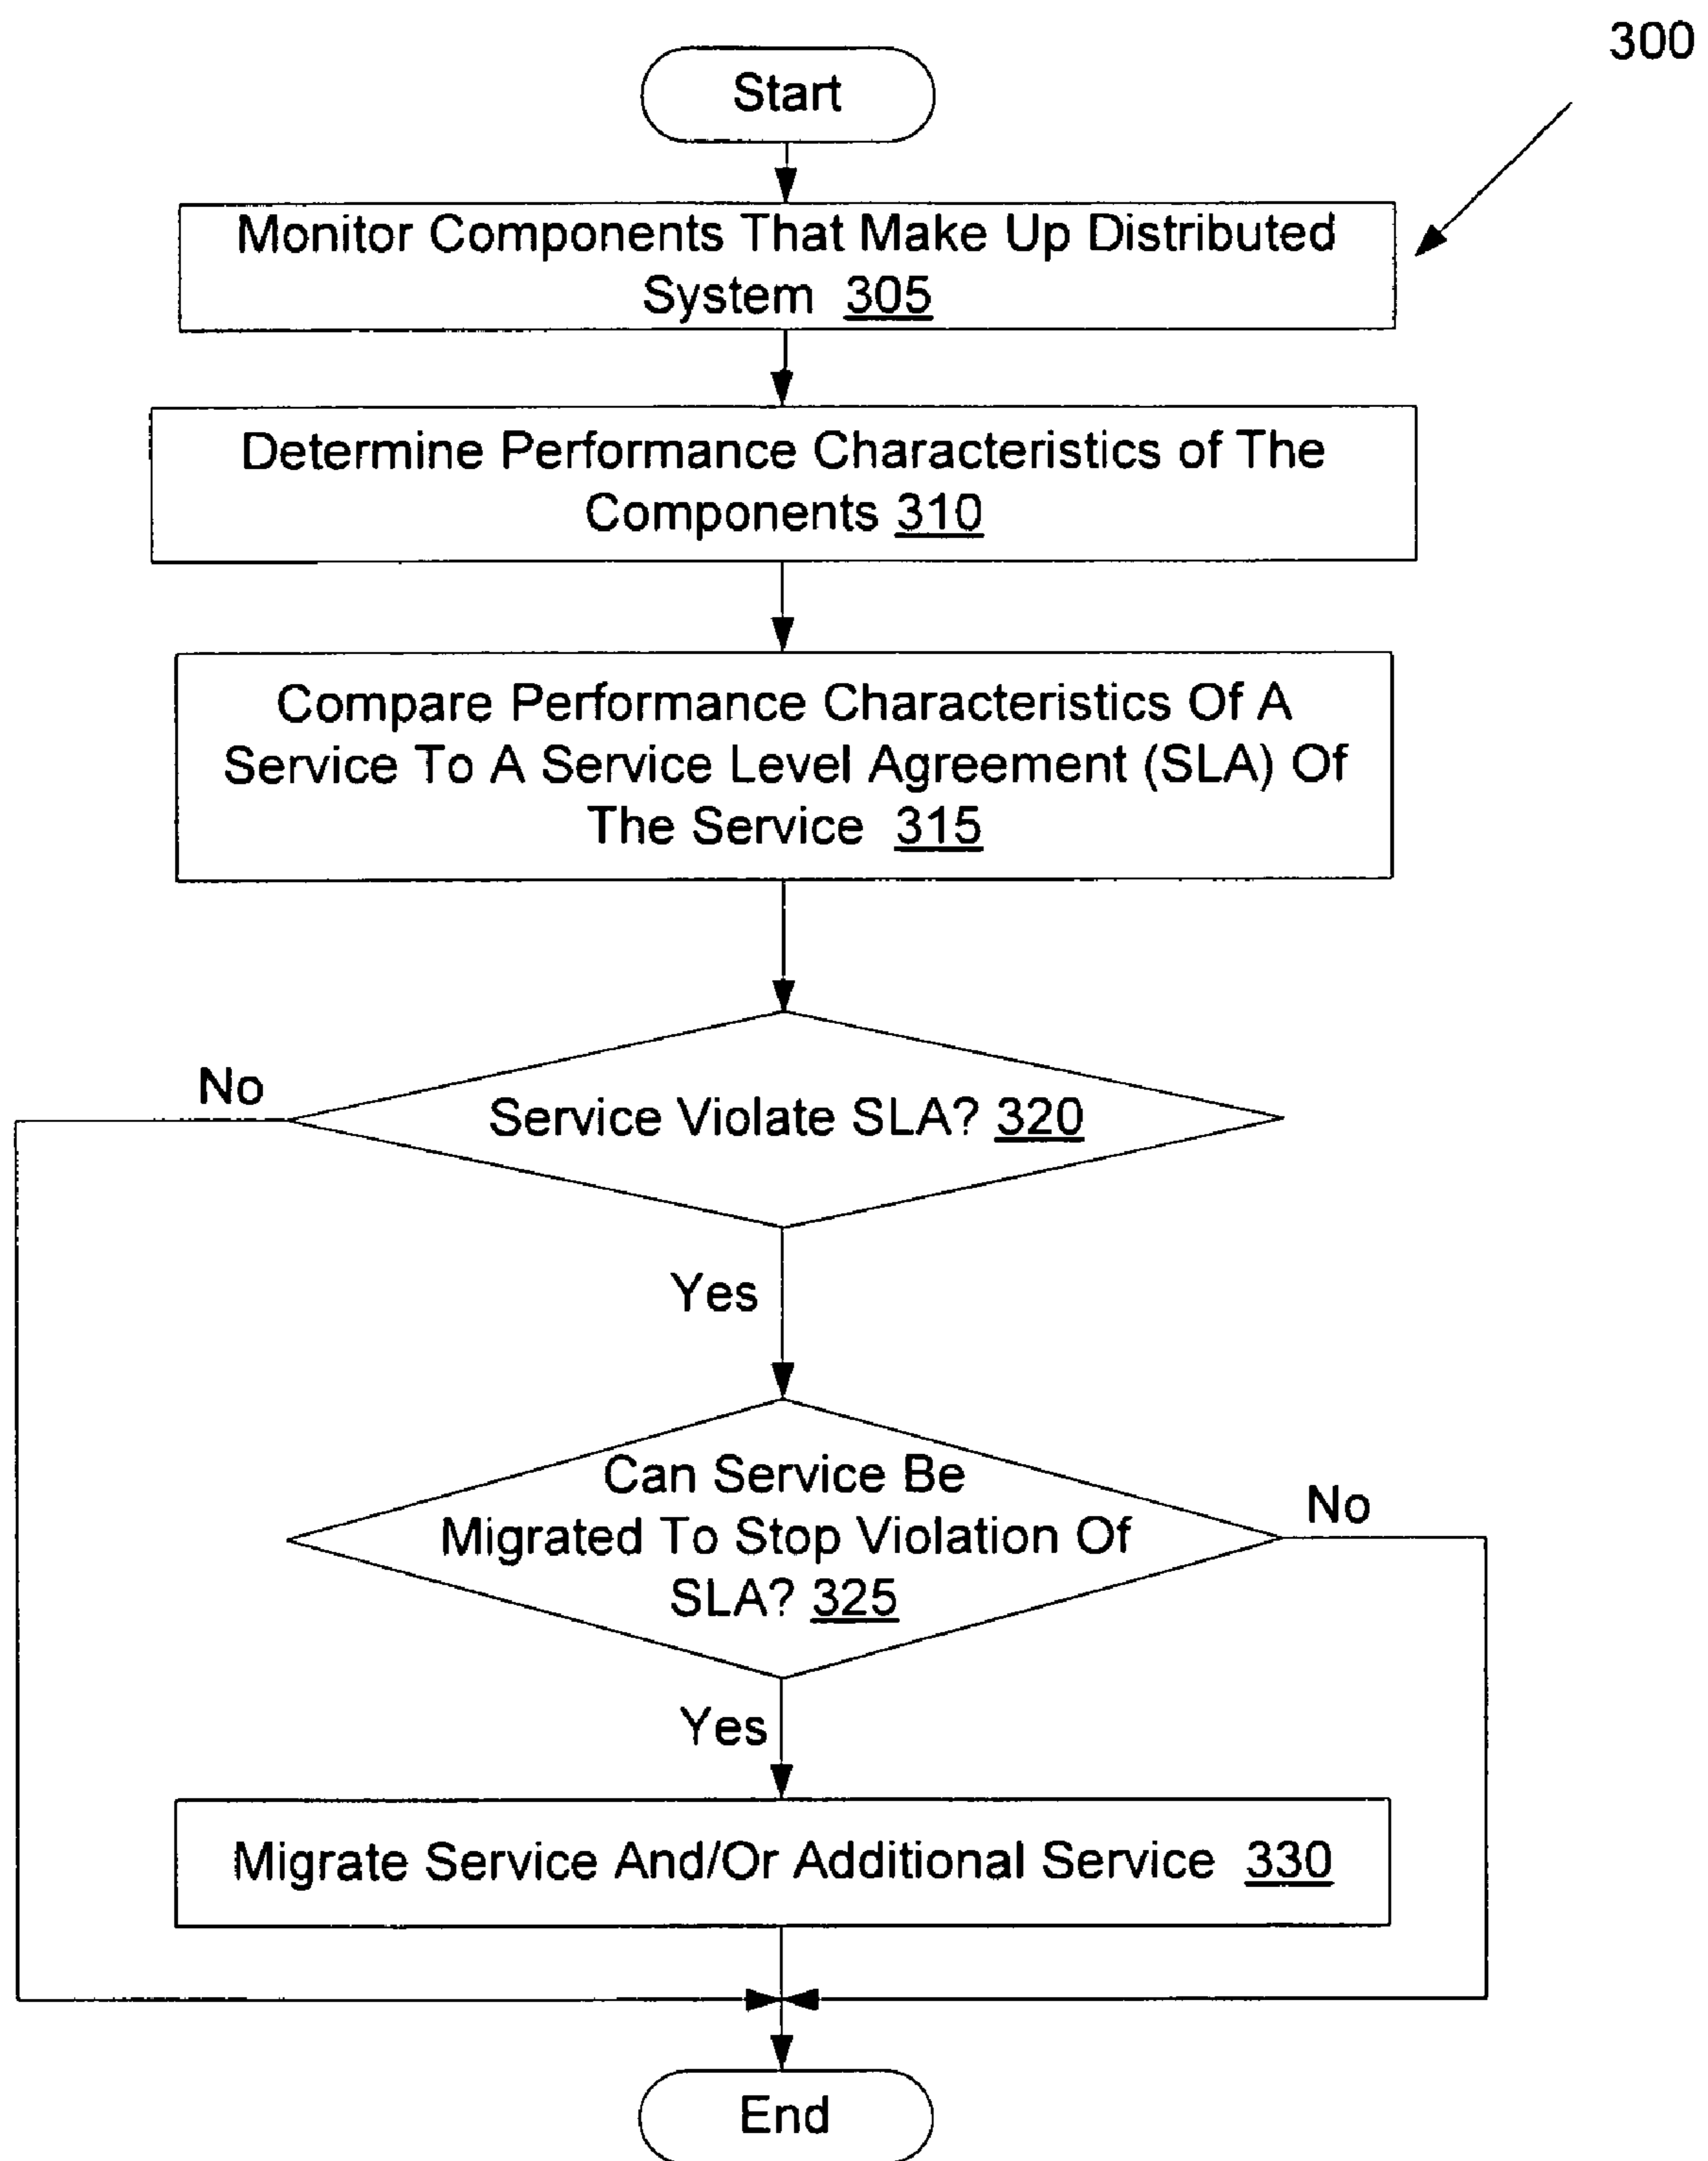 300
Start
Monitor Components That Make Up Distributed
System 305
Determine Performance Characteristics of The
Components 310
Compare Performance Characteristics Of A
Service To A Service Level Agreement (SLA) Of
The Service 315
No
Service Violate SLA? 320
Yes
Can Service Be
Migrated To Stop Violation Of
SLA? 325
No
Yes
Migrate Service And/Or Additional Service 330
End